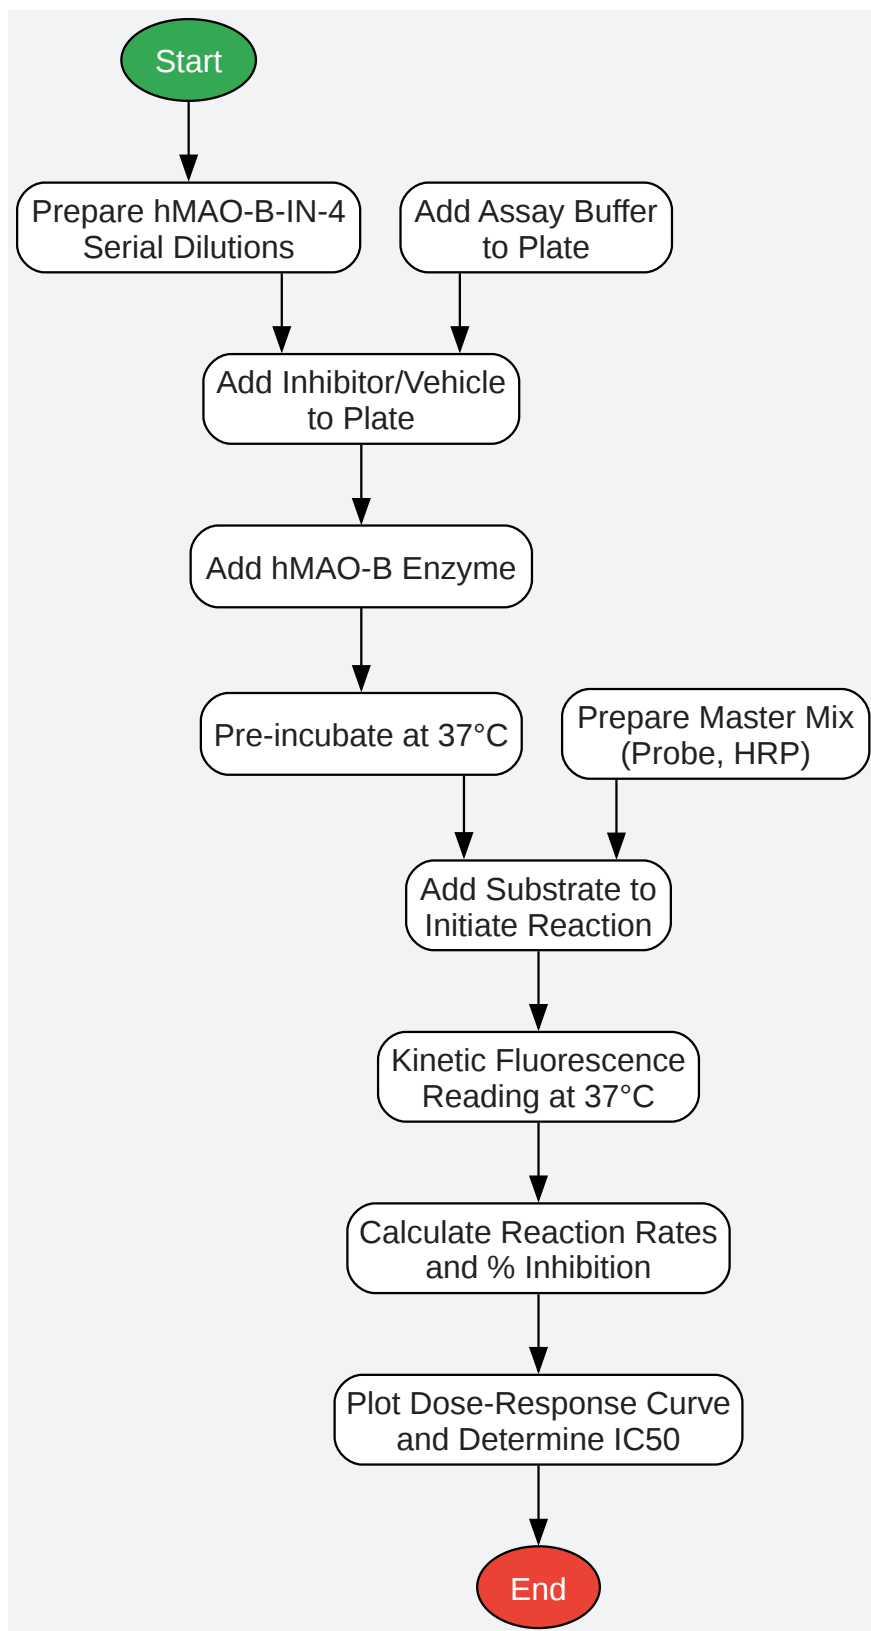 Start
Prepare hMAO-B-IN-4
Serial Dilutions
Add Assay Buffer
to Plate
Add Inhibitor/Vehicle
to Plate
Add hMAO-B Enzyme
Pre-incubate at 37°C
Prepare Master Mix
(Probe, HRP)
Add Substrate to
Initiate Reaction
Kinetic Fluorescence
Reading at 37°C
Calculate Reaction Rates
and % Inhibition
Plot Dose-Response Curve
and Determine IC50
End